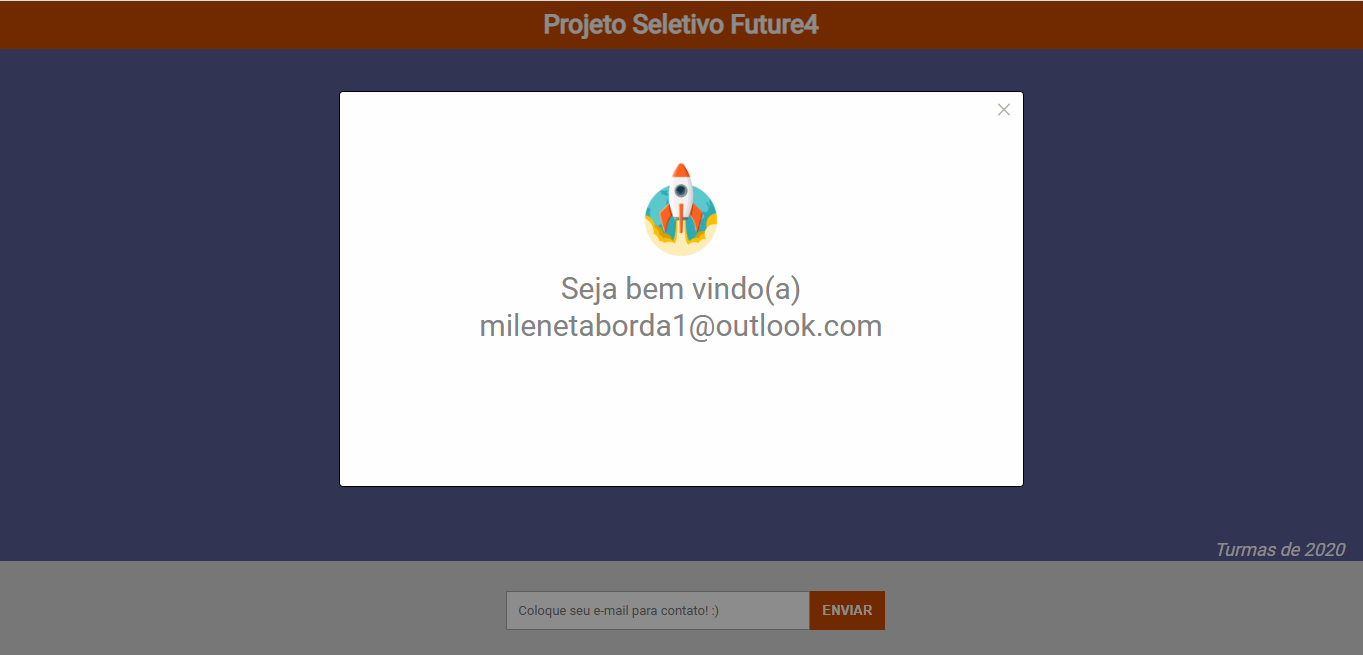 Projeto Seletivo Future4
Seja bem vindo(a)
milenetaborda1@outlook.com
Turmas de 2020
Coloque seu e-mail para contato! :)
ENVIAR